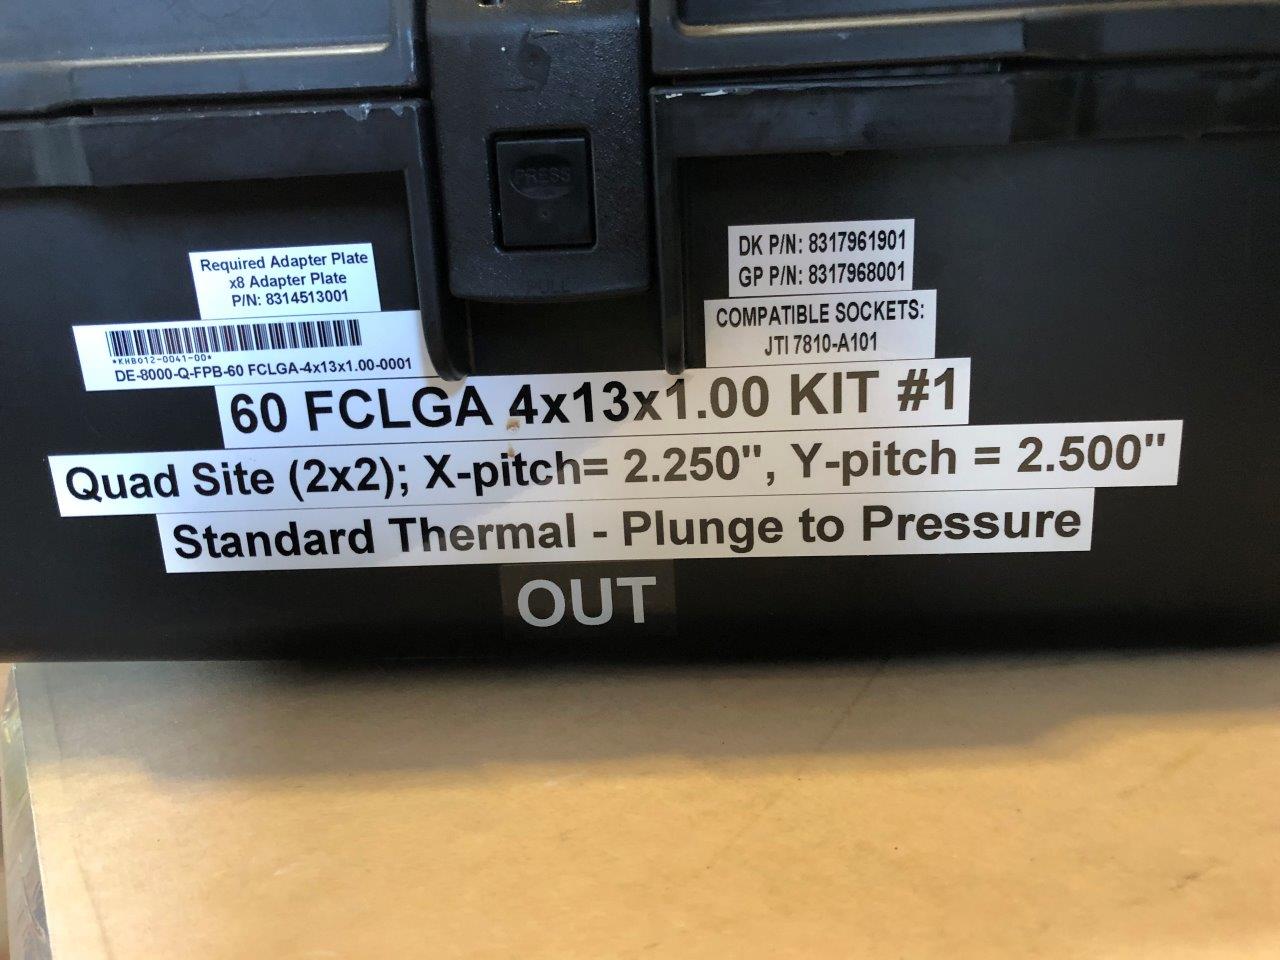 PRESS
PULL
Required Adapter Plate
x8 Adapter Plate
P/N: 8314513001
*KHB012-0041-00*
DE-8000-Q-FPB-60 FCLGA-4x13x1.00-0001
DK P/N: 8317961901
GP P/N: 8317968001
COMPATIBLE SOCKETS:
JTI 7810-A101
60 FCLGA 4x13x1.00 KIT #1
Quad Site (2x2); X-pitch= 2.250", Y-pitch = 2.500"
Standard Thermal - Plunge to Pressure
OUT